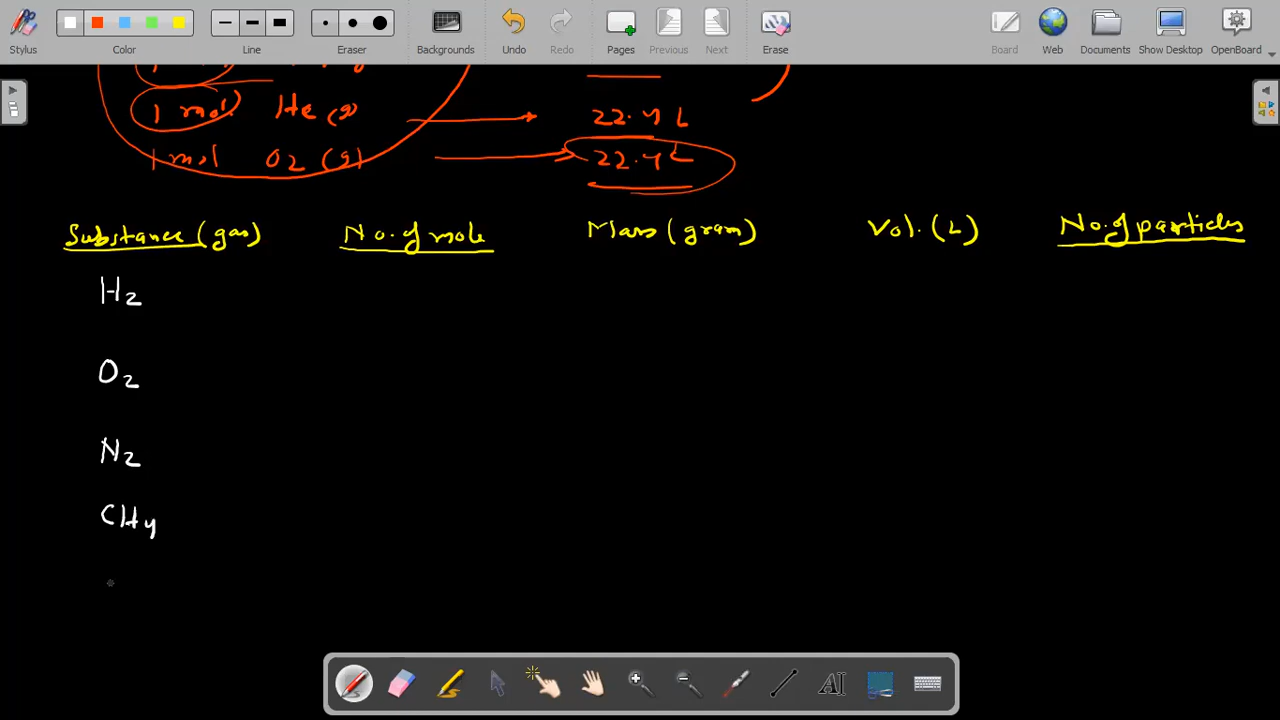 Stylus Color Line Eraser Backgrounds Undo Redo Pages Previous Next Erase Board Web Documents Show Desktop OpenBoard
1 mol He (g) 22.4 L
1 mol O2 (g) 22.4 L
Substance (gas) No. of mole Mass (gram) Vol. (L) No. of particles
H2
O2
N2
CH4